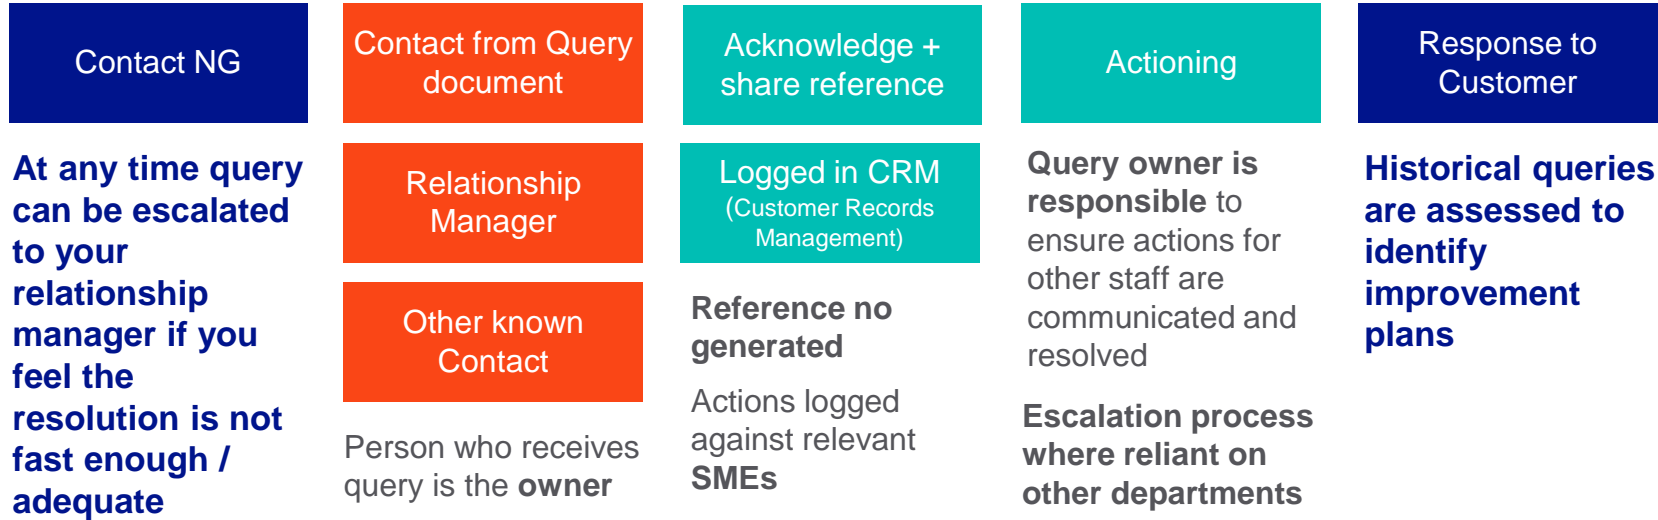 Contact NG
At any time query
can be escalated
to your
relationship
manager if you
feel the
resolution is not
fast enough /
adequate
Contact from Query
document
Relationship
Manager
Other known
Contact
Person who receives
query is the owner
Acknowledge +
share reference
Logged in CRM
(Customer Records
Management)
Reference no
generated
Actions logged
against relevant
SMEs
Actioning
Query owner is
responsible to
ensure actions for
other staff are
communicated and
resolved
Escalation process
where reliant on
other departments
Response to
Customer
Historical queries
are assessed to
identify
improvement
plans